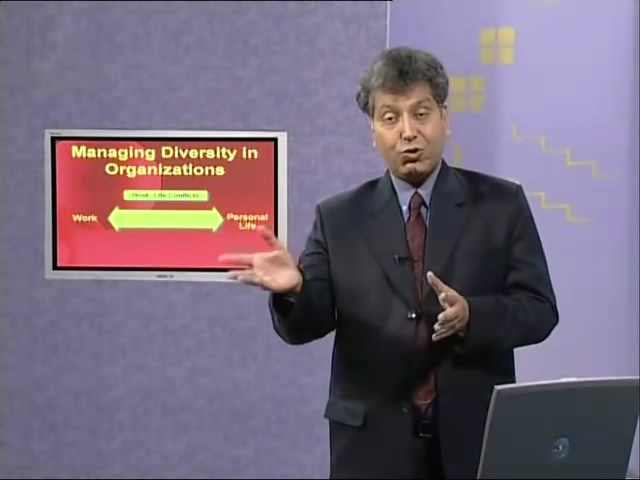 Managing Diversity in
Organizations
Work Life Conflicts
Work
Personal
Life